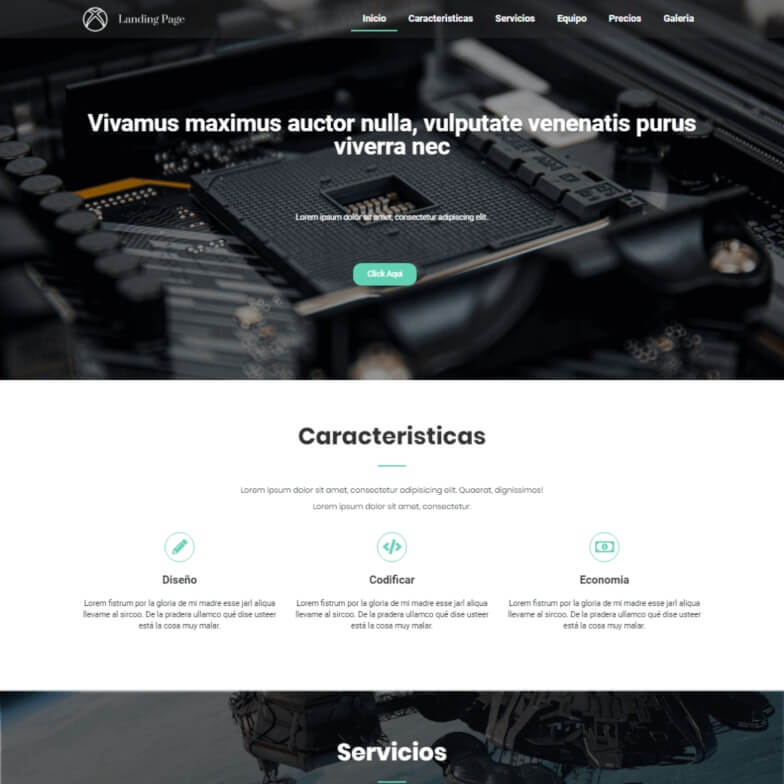 Landing Page
Inicio Caracteristicas Servicios Equipo Precios Galeria
Vivamus maximus auctor nulla, vulputate venenatis purus
viverra nec
Lorem ipsum dolor sit amet, consectetur adipiscing elit.
Click Aqui
Caracteristicas
Lorem ipsum dolor sit amet, consectetur adipisicing elit. Quaerat, dignissimos!
Lorem ipsum dolor sit amet, consectetur.
Diseño
Lorem fistrum por la gloria de mi madre esse jarl aliqua
llevame al sircoo. De la pradera ullamco qué dise usteer
está la cosa muy malar.
Codificar
Lorem fistrum por la gloria de mi madre esse jarl aliqua
llevame al sircoo. De la pradera ullamco qué dise usteer
está la cosa muy malar.
Economia
Lorem fistrum por la gloria de mi madre esse jarl aliqua
llevame al sircoo. De la pradera ullamco qué dise usteer
está la cosa muy malar.
Servicios